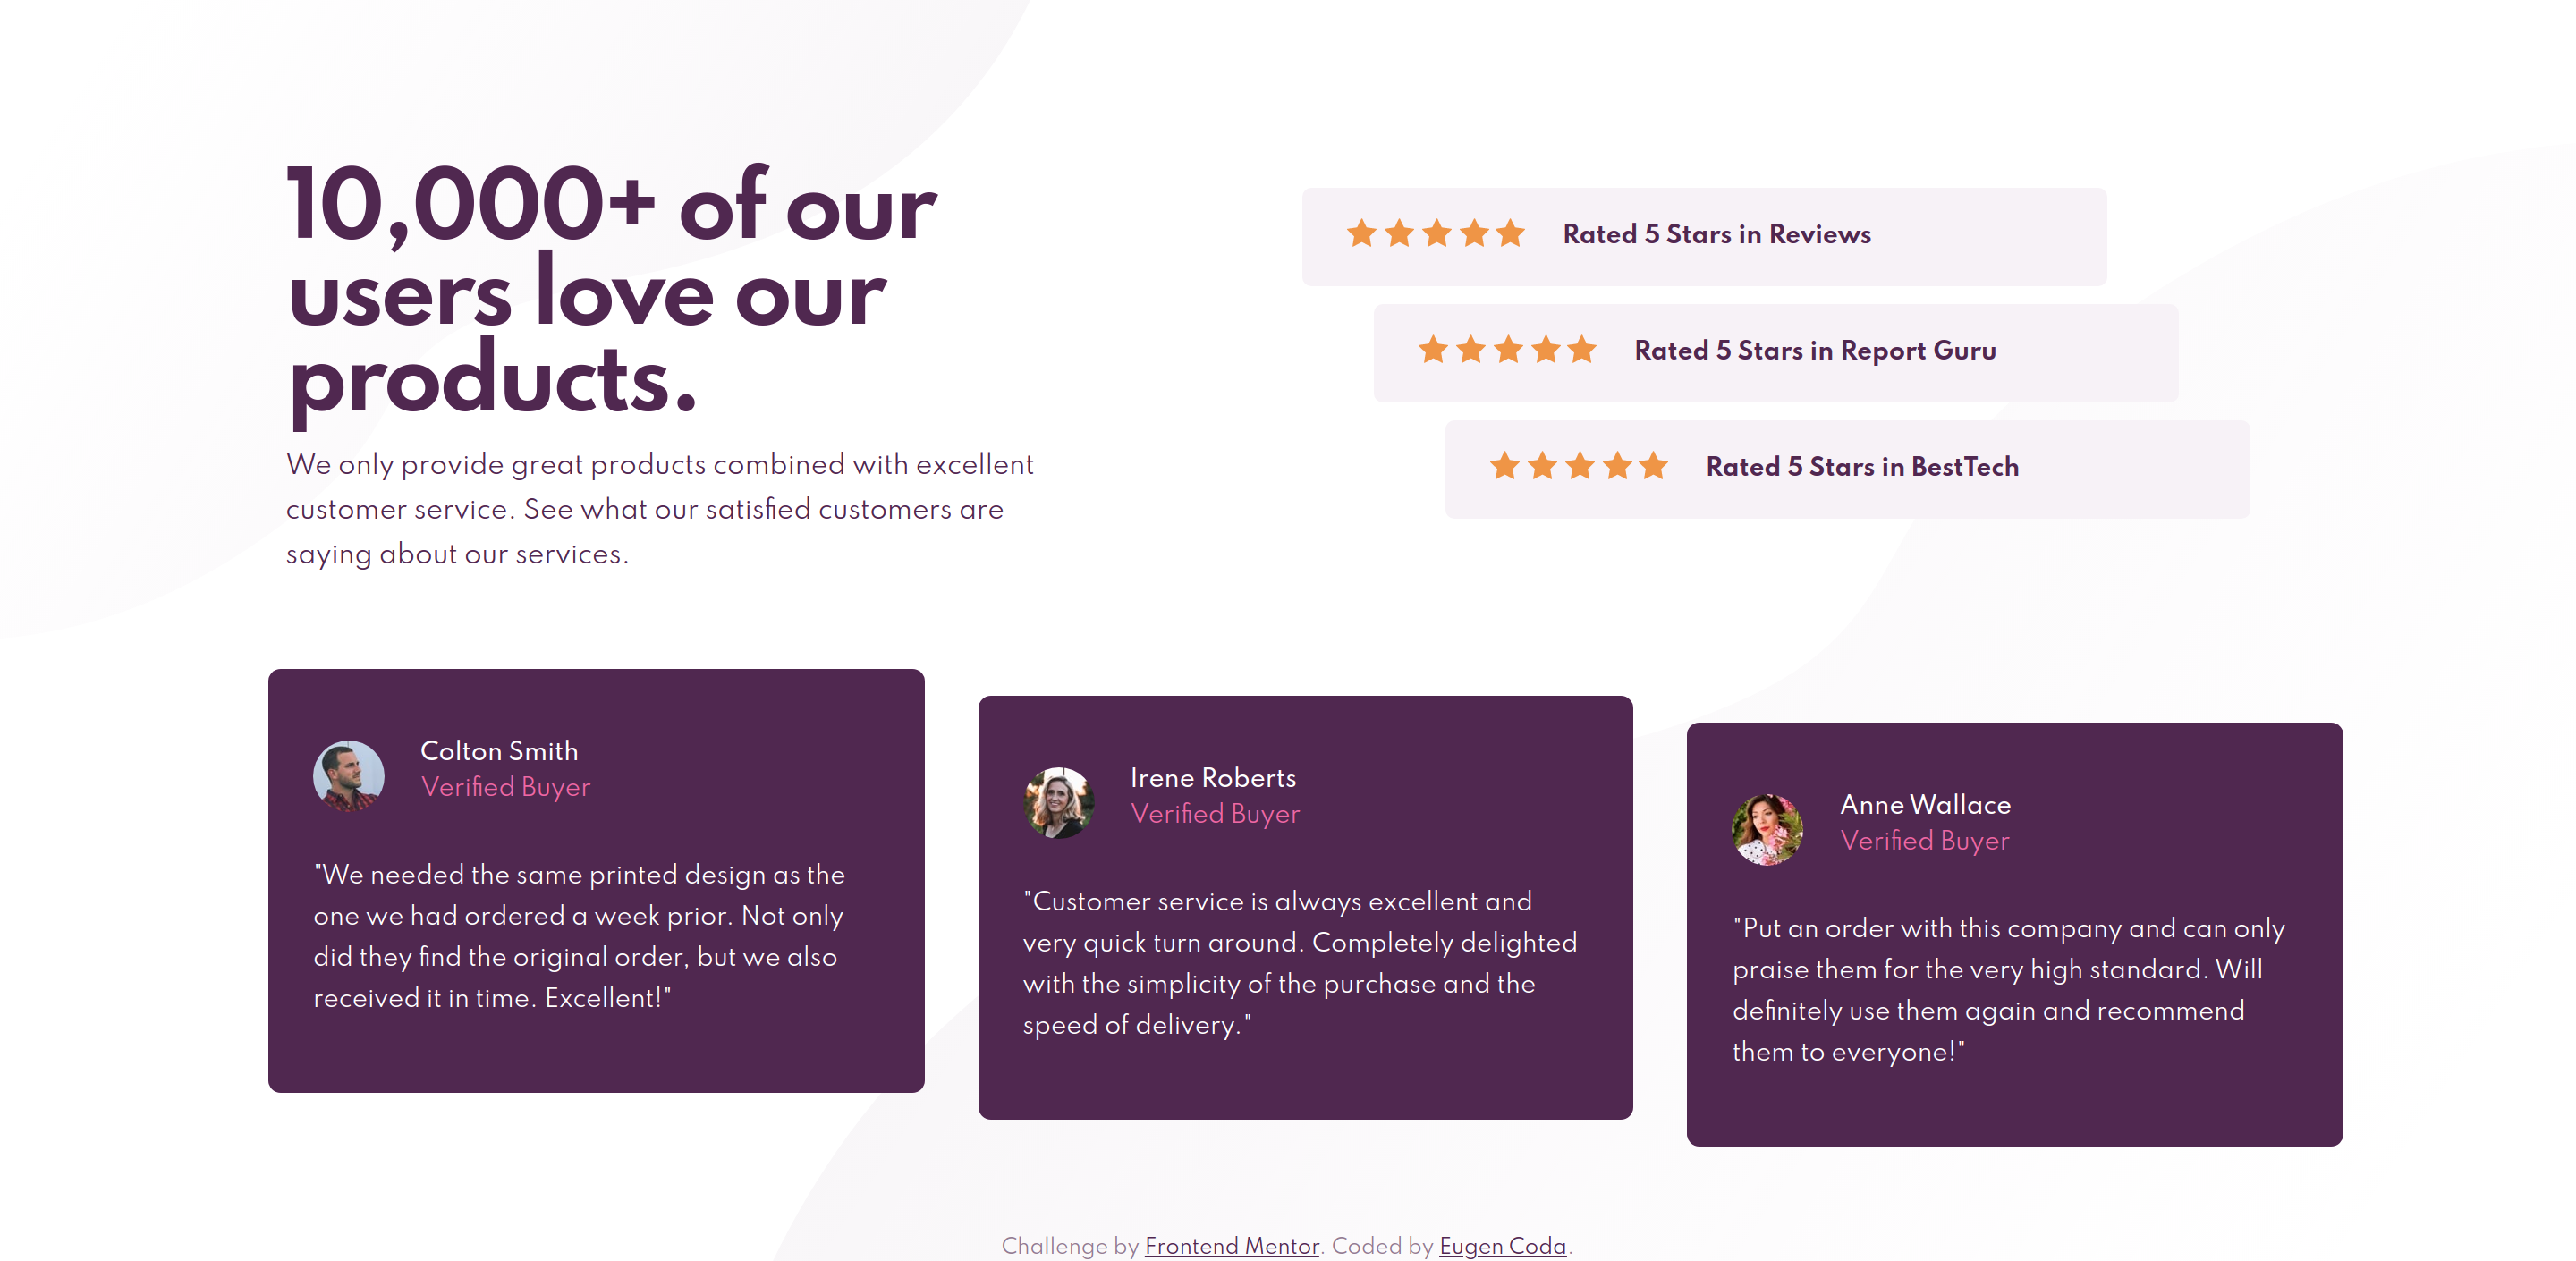 10,000+ of our
users love our
products.
We only provide great products combined with excellent
customer service. See what our satisfied customers are
saying about our services.
Rated 5 Stars in Reviews
Rated 5 Stars in Report Guru
Rated 5 Stars in BestTech
Colton Smith
Verified Buyer
"We needed the same printed design as the
one we had ordered a week prior. Not only
did they find the original order, but we also
received it in time. Excellent!"
Irene Roberts
Verified Buyer
"Customer service is always excellent and
very quick turn around. Completely delighted
with the simplicity of the purchase and the
speed of delivery."
Anne Wallace
Verified Buyer
"Put an order with this company and can only
praise them for the very high standard. Will
definitely use them again and recommend
them to everyone!"
Challenge by Frontend Mentor. Coded by Eugen Coda.